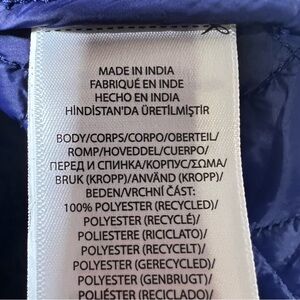 MADE IN INDIA
FABRIQUÉ EN INDE
HECHO EN INDIA
HİNDİSTAN'DA ÜRETİLMİŞTİR
BODY/CORPS/CORPO/OBERTEIL/
ROMP/HOVEDDEL/CUERPO/
ПЕРЕД И СПИНКА/КОРПУС/ΣΩΜΑ/
BRUK (KROPP)/ANVÄND (KROPP)/
BEDEN/VRCHNÍ ČÁST:
100% POLYESTER (RECYCLED)/
POLYESTER (RECYCLÉ)/
POLIESTERE (RICICLATO)/
POLYESTER (RECYCELT)/
POLYESTER (GERECYCLED)/
POLYESTER (GENBRUGT)/
POLIÉSTER (RECICLADO)/